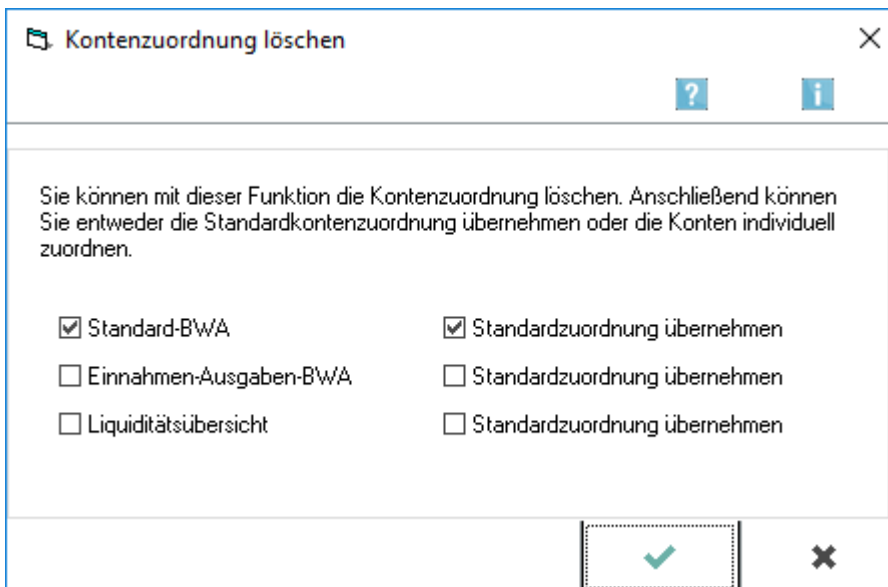 Kontenzuordnung löschen
?
i
Sie können mit dieser Funktion die Kontenzuordnung löschen. Anschließend können
Sie entweder die Standardkontenzuordnung übernehmen oder die Konten individuell
zuordnen.
Standard-BWA
Standardzuordnung übernehmen
Einnahmen-Ausgaben-BWA
Standardzuordnung übernehmen
Liquiditätsübersicht
Standardzuordnung übernehmen